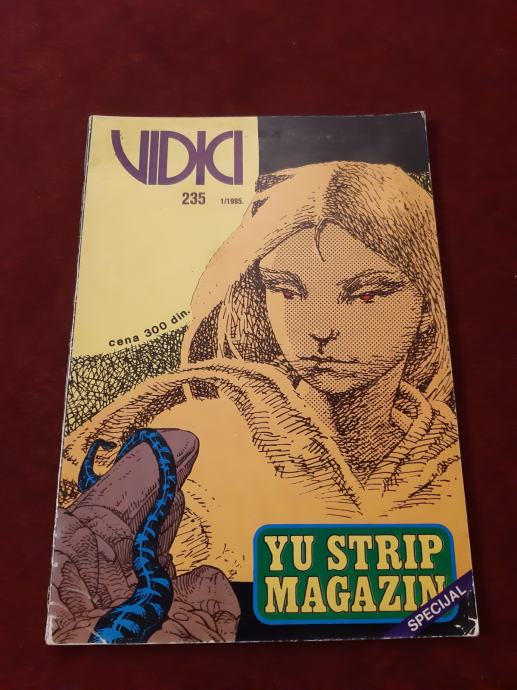 VIDICI
235 1/1985.
cena 300 din.
YU STRIP
MAGAZIN
SPECIJAL